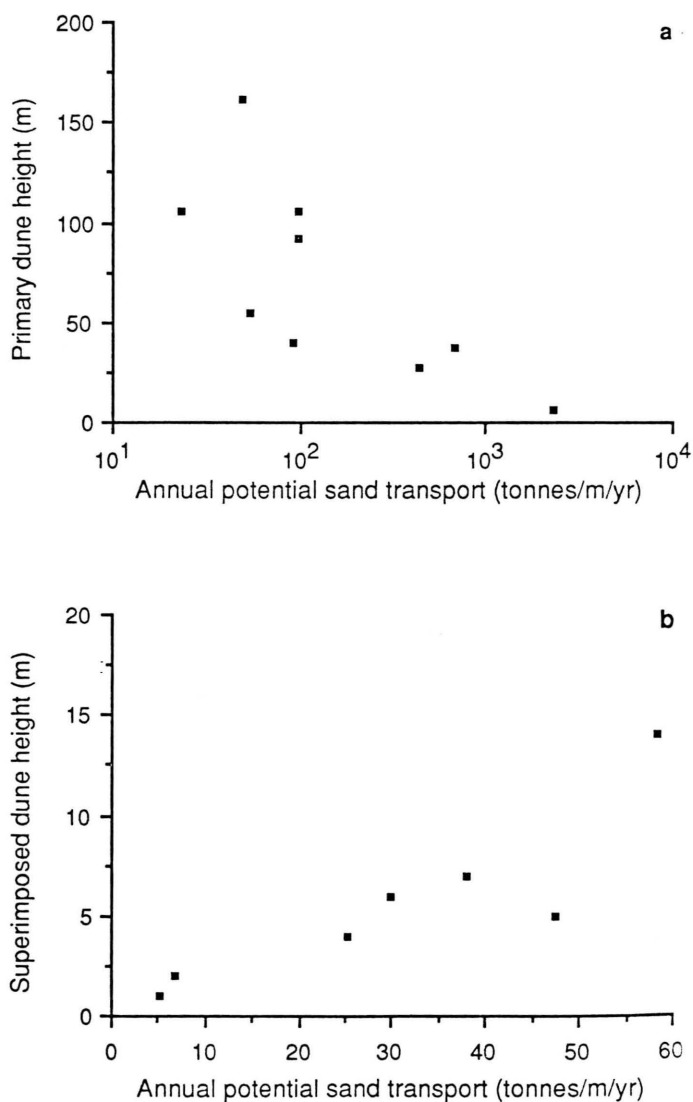 a
200
150
100
50
0
Primary dune height (m)
10¹ 10² 10³ 10⁴
Annual potential sand transport (tonnes/m/yr)
b
20
15
10
5
0
Superimposed dune height (m)
0 10 20 30 40 50 60
Annual potential sand transport (tonnes/m/yr)